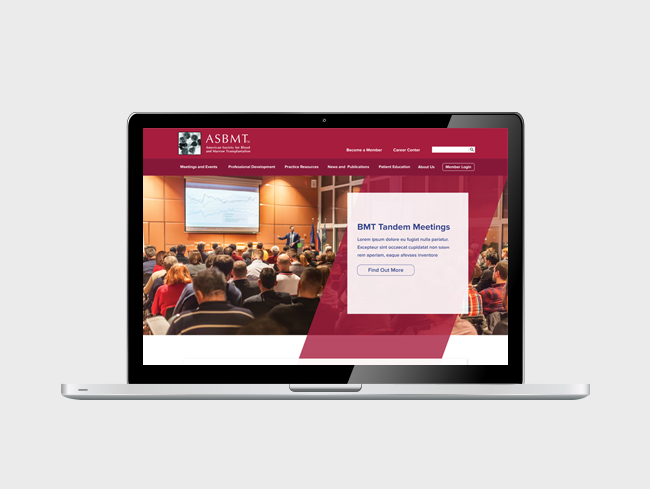 ASBMT
American Society for Blood
and Marrow Transplantation
Become a Member Career Center
Meetings and Events Professional Development Practice Resources News and Publications Patient Education About Us Member Login
BMT Tandem Meetings
Lorem ipsum dolore eu fugiat nulla pariatur.
Excepteur sint occaecat cupidatat non soen
rem aperiam, eaque afevses inventore
Find Out More